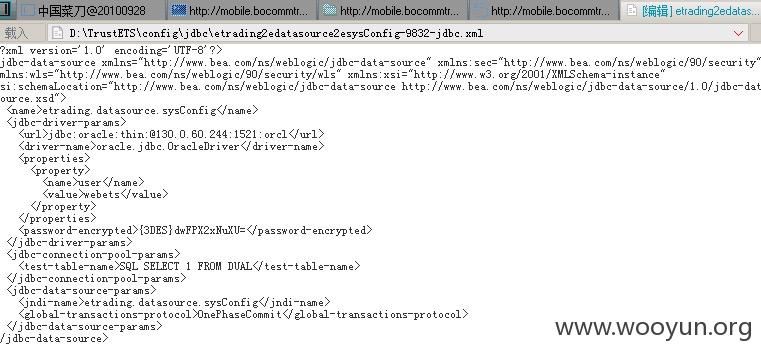 中国菜刀@20100928
http://mobile.bocommtr...
http://mobile.bocommtr...
http://mobile.bocommtr...
[编辑] etrading2edatas...
载入
D:\TrustETS\config\jdbc\etrading2edatasource2esysConfig-9832-jdbc.xml
?xml version='1.0' encoding='UTF-8'?>
jdbc-data-source xmlns="http://www.bea.com/ns/weblogic/jdbc-data-source" xmlns:sec="http://www.bea.com/ns/weblogic/90/security"
mlns:wls="http://www.bea.com/ns/weblogic/90/security/wls" xmlns:xsi="http://www.w3.org/2001/XMLSchema-instance"
si:schemaLocation="http://www.bea.com/ns/weblogic/jdbc-data-source http://www.bea.com/ns/weblogic/jdbc-data-source/1.0/jdbc-data-
ource.xsd">
<name>etrading.datasource.sysConfig</name>
<jdbc-driver-params>
<url>jdbc:oracle:thin:@130.0.60.244:1521:orcl</url>
<driver-name>oracle.jdbc.OracleDriver</driver-name>
<properties>
<property>
<name>user</name>
<value>webets</value>
</property>
</properties>
<password-encrypted>{3DES}dwFPX2xNuXU=</password-encrypted>
</jdbc-driver-params>
<jdbc-connection-pool-params>
<test-table-name>SQL SELECT 1 FROM DUAL</test-table-name>
</jdbc-connection-pool-params>
<jdbc-data-source-params>
<jndi-name>etrading.datasource.sysConfig</jndi-name>
<global-transactions-protocol>OnePhaseCommit</global-transactions-protocol>
</jdbc-data-source-params>
/jdbc-data-source>
www.wooyun.org